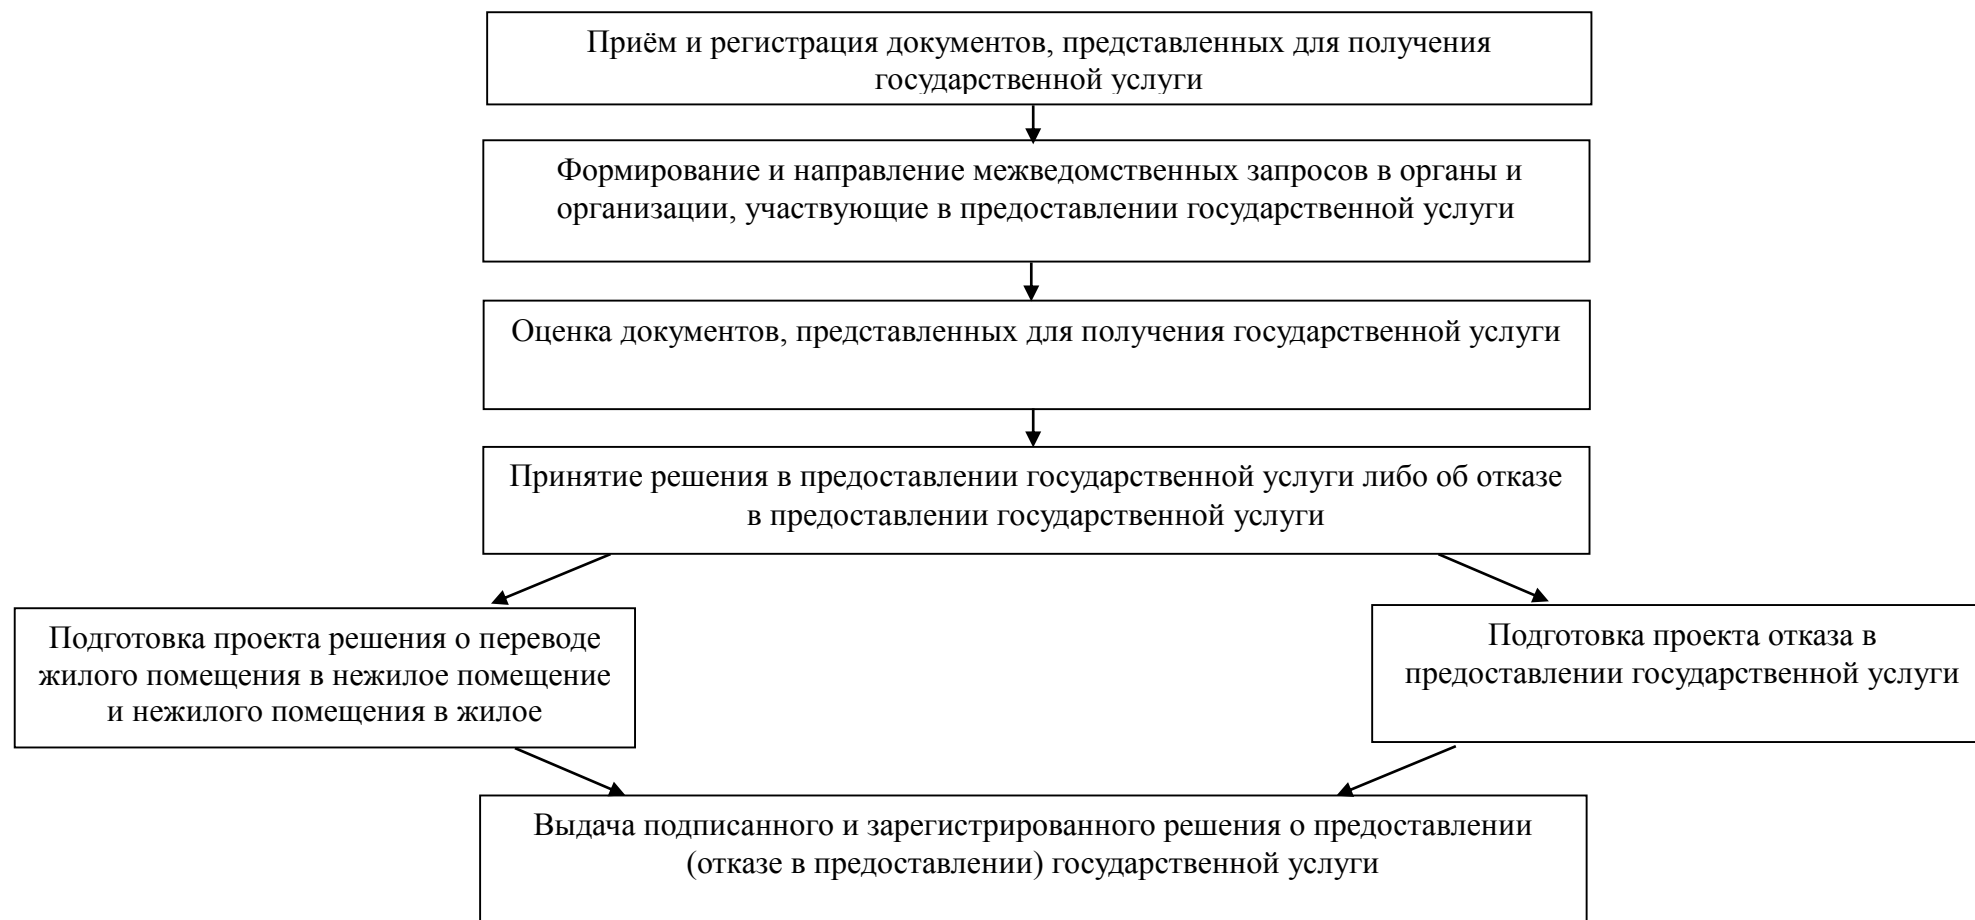 Приём и регистрация документов, представленных для получения
государственной услуги
Формирование и направление межведомственных запросов в органы и
организации, участвующие в предоставлении государственной услуги
Оценка документов, представленных для получения государственной услуги
Принятие решения в предоставлении государственной услуги либо об отказе
в предоставлении государственной услуги
Подготовка проекта решения о переводе
жилого помещения в нежилое помещение
и нежилого помещения в жилое
Подготовка проекта отказа в
предоставлении государственной услуги
Выдача подписанного и зарегистрированного решения о предоставлении
(отказе в предоставлении) государственной услуги